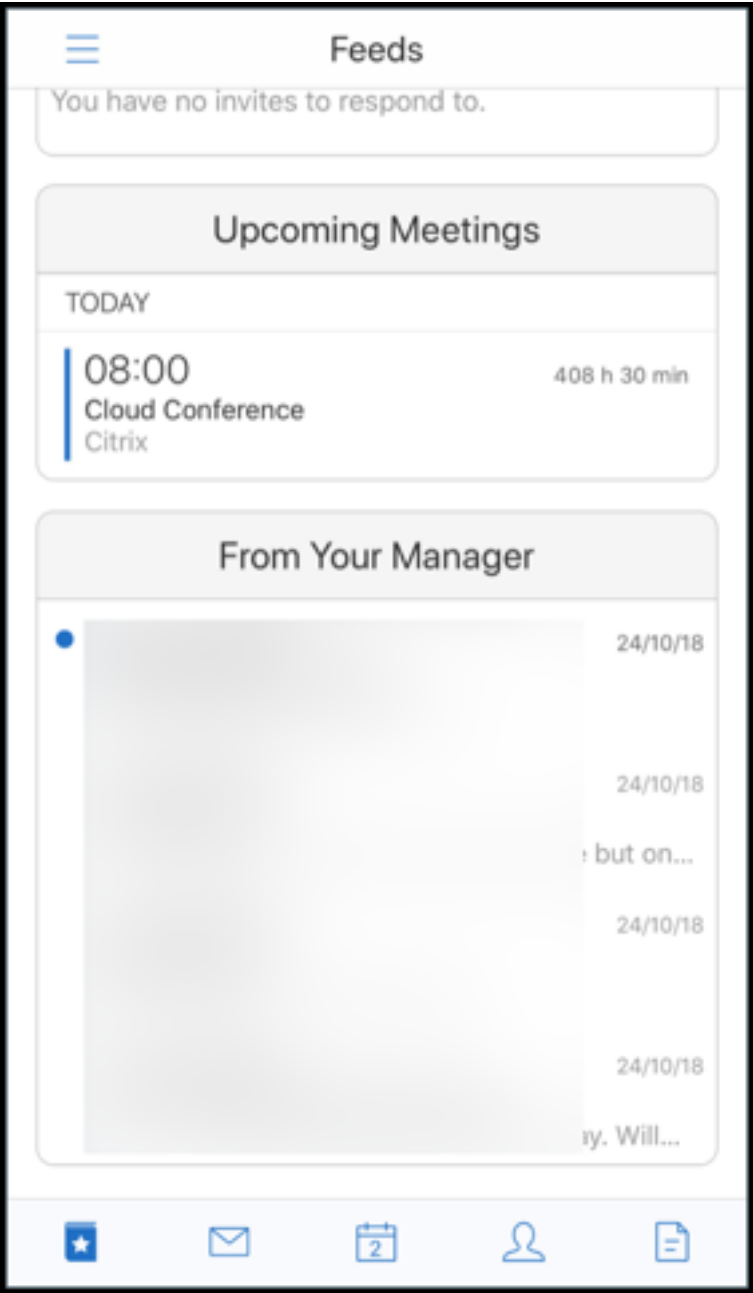 Feeds
You have no invites to respond to.
Upcoming Meetings
TODAY
08:00
408 h 30 min
Cloud Conference
Citrix
From Your Manager
24/10/18
24/10/18
but on...
24/10/18
24/10/18
Will...
2